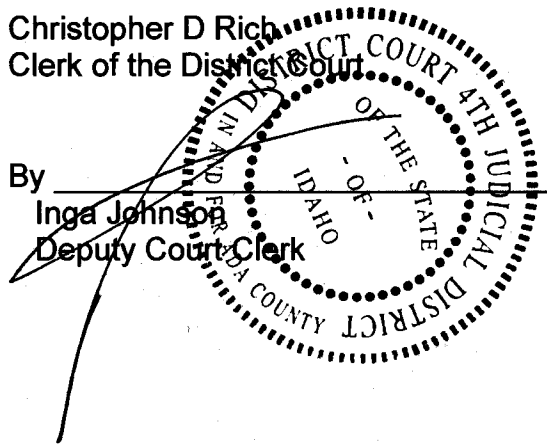 Christopher D Rich
Clerk of the District Court
By
Inga Johnson
Deputy Court Clerk
DISTRICT COURT 4TH JUDICIAL DISTRICT
IN AND FOR ADA COUNTY
OF THE STATE
- OF -
IDAHO